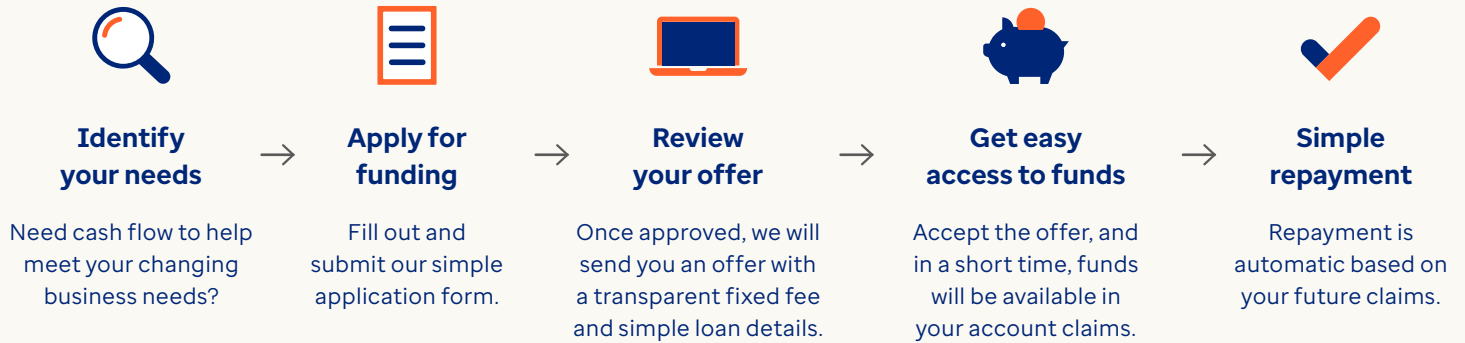 Identify
your needs
Need cash flow to help
meet your changing
business needs?
Apply for
funding
Fill out and
submit our simple
application form.
Review
your offer
Once approved, we will
send you an offer with
a transparent fixed fee
and simple loan details.
Get easy
access to funds
Accept the offer, and
in a short time, funds
will be available in
your account claims.
Simple
repayment
Repayment is
automatic based on
your future claims.